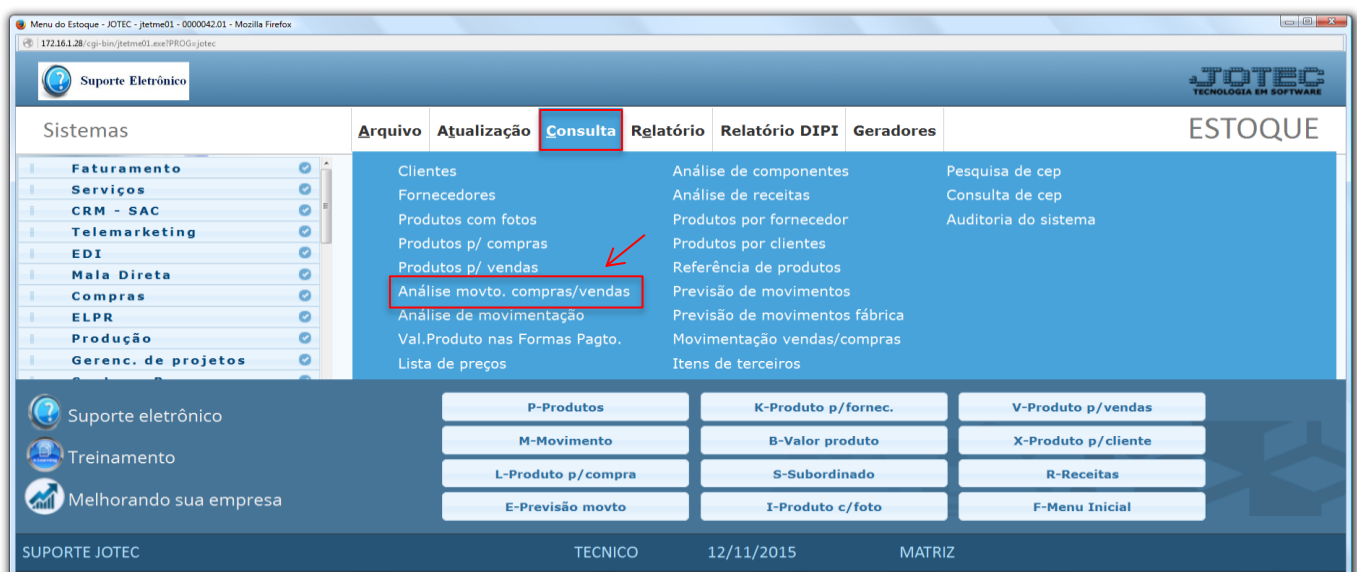 Menu do Estoque - JOTEC - jtetme01 - 0000042.01 - Mozilla Firefox
172.16.1.28/cgi-bin/jtetme01.exe?PROG=jotec
Suporte Eletrônico
JOTEC
TECNOLOGIA EM SOFTWARE
Sistemas
Arquivo Atualização Consulta Relatório Relatório DIPI Geradores
ESTOQUE
Faturamento
Serviços
CRM - SAC
Telemarketing
EDI
Mala Direta
Compras
ELPR
Produção
Gerenc. de projetos
Clientes
Fornecedores
Produtos com fotos
Produtos p/ compras
Produtos p/ vendas
Análise movto. compras/vendas
Análise de movimentação
Val.Produto nas Formas Pagto.
Lista de preços
Análise de componentes
Análise de receitas
Produtos por fornecedor
Produtos por clientes
Referência de produtos
Previsão de movimentos
Previsão de movimentos fábrica
Movimentação vendas/compras
Itens de terceiros
Pesquisa de cep
Consulta de cep
Auditoria do sistema
Suporte eletrônico
Treinamento
Melhorando sua empresa
P-Produtos K-Produto p/fornec. V-Produto p/vendas
M-Movimento B-Valor produto X-Produto p/cliente
L-Produto p/compra S-Subordinado R-Receitas
E-Previsão movto I-Produto c/foto F-Menu Inicial
SUPORTE JOTEC TECNICO 12/11/2015 MATRIZ